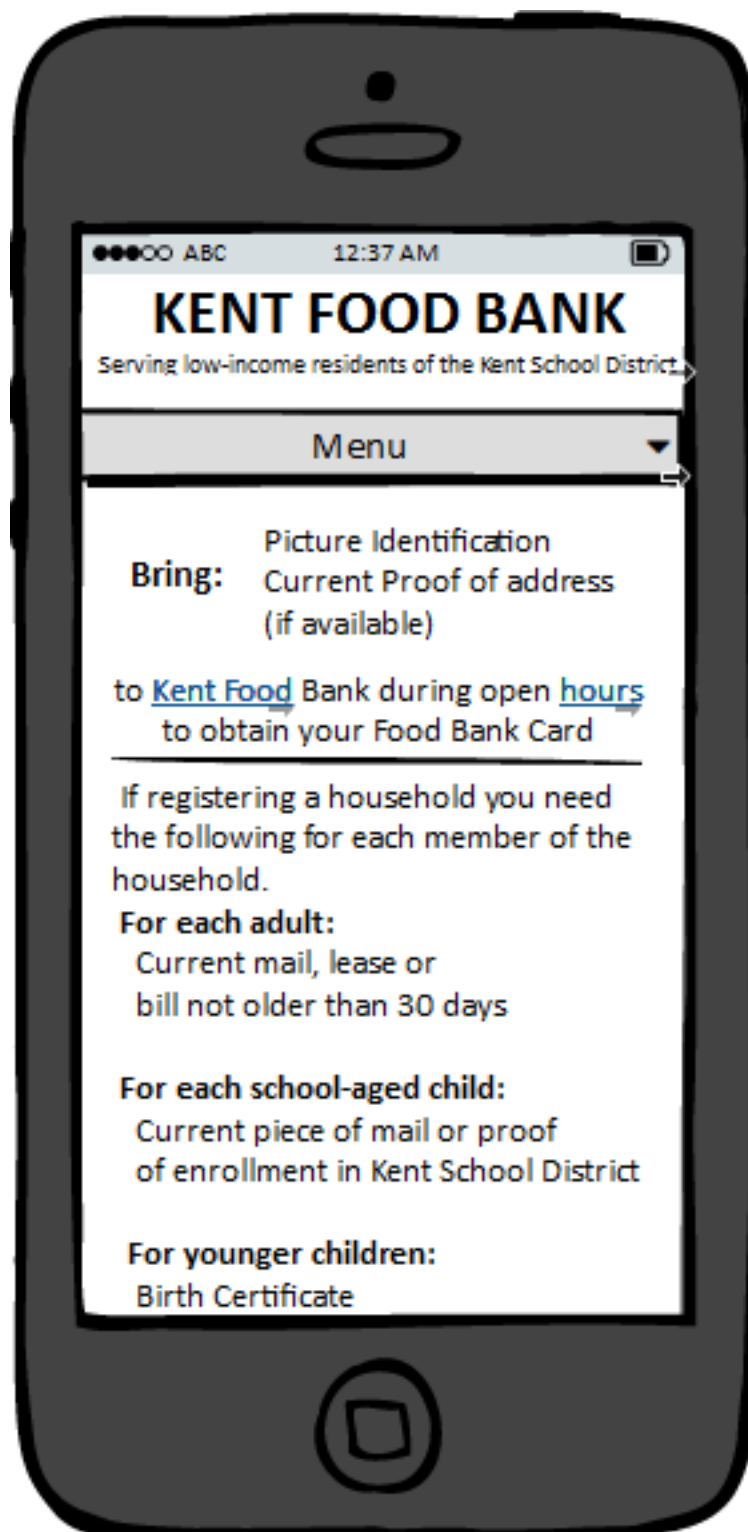 ABC 12:37 AM
KENT FOOD BANK
Serving low-income residents of the Kent School District
Menu
Bring:
Picture Identification
Current Proof of address
(if available)
to Kent Food Bank during open hours
to obtain your Food Bank Card
If registering a household you need
the following for each member of the
household.
For each adult:
Current mail, lease or
bill not older than 30 days
For each school-aged child:
Current piece of mail or proof
of enrollment in Kent School District
For younger children:
Birth Certificate